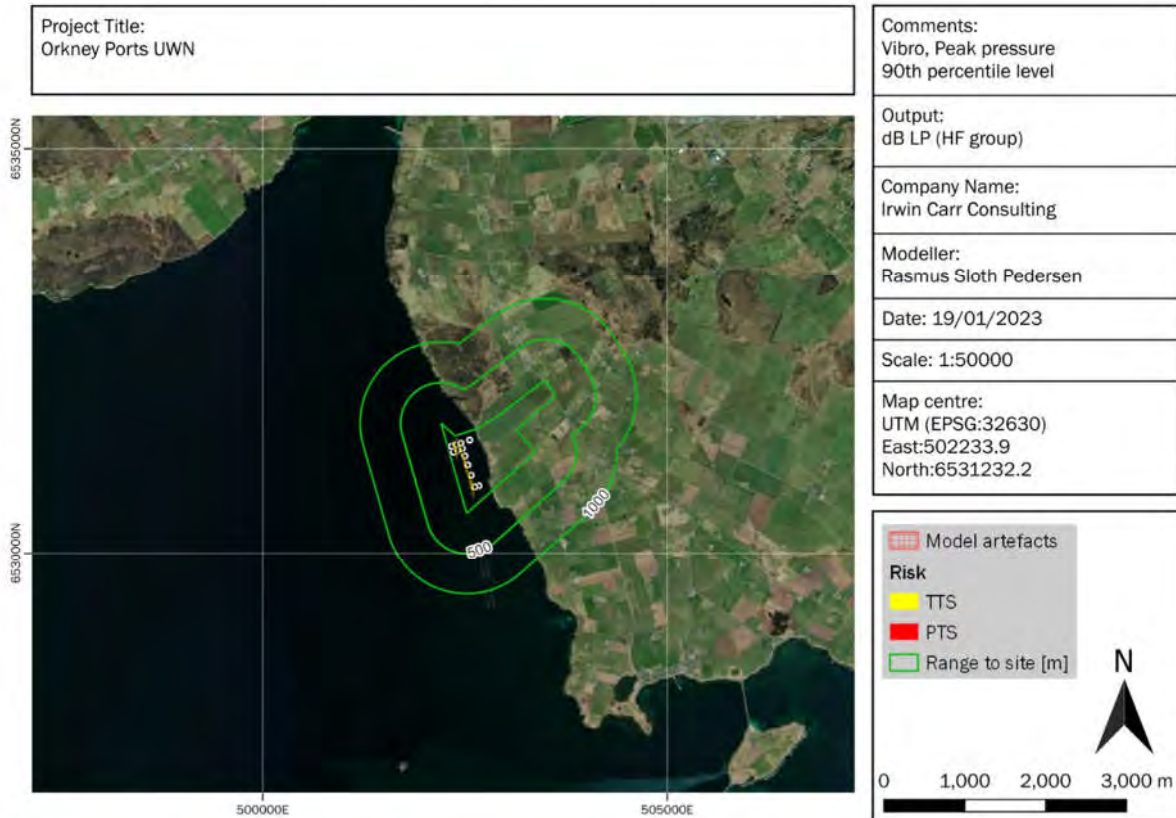 Project Title:
Orkney Ports UWN
Comments:
Vibro, Peak pressure
90th percentile level
Output:
dB LP (HF group)
Company Name:
Irwin Carr Consulting
Modeller:
Rasmus Sloth Pedersen
Date: 19/01/2023
Scale: 1:50000
Map centre:
UTM (EPSG:32630)
East:502233.9
North:6531232.2
6535000N
6530000N
500
1000
500000E
505000E
Model artefacts
Risk
TTS
PTS
Range to site [m]
N
0 1,000 2,000 3,000 m